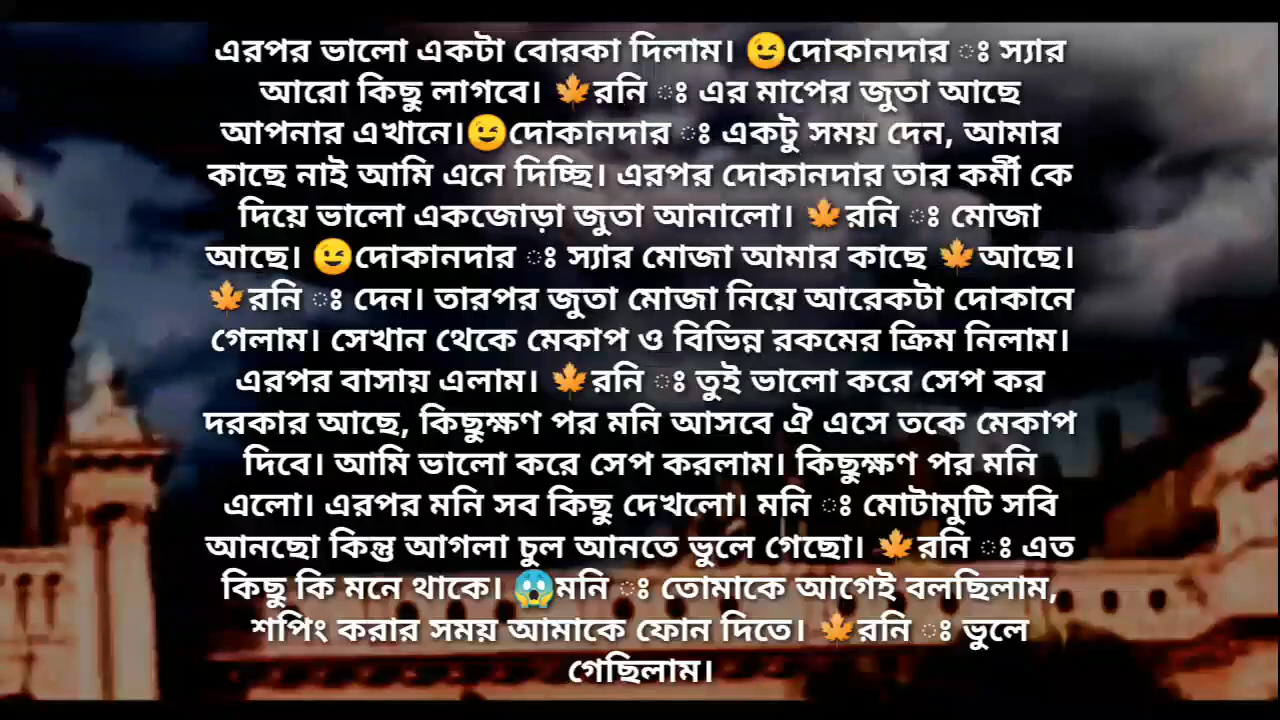 এরপর ভালো একটা বোরকা দিলাম। 😉দোকানদার ঃ স্যার
আরো কিছু লাগবে। 🍁রনি ঃ এর মাপের জুতা আছে
আপনার এখানে।😉দোকানদার ঃ একটু সময় দেন, আমার
কাছে নাই আমি এনে দিচ্ছি। এরপর দোকানদার তার কর্মী কে
দিয়ে ভালো একজোড়া জুতা আনালো। 🍁রনি ঃ মোজা
আছে। 😉দোকানদার ঃ স্যার মোজা আমার কাছে 🍁আছে।
🍁রনি ঃ দেন। তারপর জুতা মোজা নিয়ে আরেকটা দোকানে
গেলাম। সেখান থেকে মেকাপ ও বিভিন্ন রকমের ক্রিম নিলাম।
এরপর বাসায় এলাম। 🍁রনি ঃ তুই ভালো করে সেপ কর
দরকার আছে, কিছুক্ষণ পর মনি আসবে ঐ এসে তকে মেকাপ
দিবে। আমি ভালো করে সেপ করলাম। কিছুক্ষণ পর মনি
এলো। এরপর মনি সব কিছু দেখলো। মনি ঃ মোটামুটি সবি
আনছো কিন্তু আগলা চুল আনতে ভুলে গেছো। 🍁রনি ঃ এত
কিছু কি মনে থাকে। 😱মনি ঃ তোমাকে আগেই বলছিলাম,
শপিং করার সময় আমাকে ফোন দিতে। 🍁রনি ঃ ভুলে
গেছিলাম।